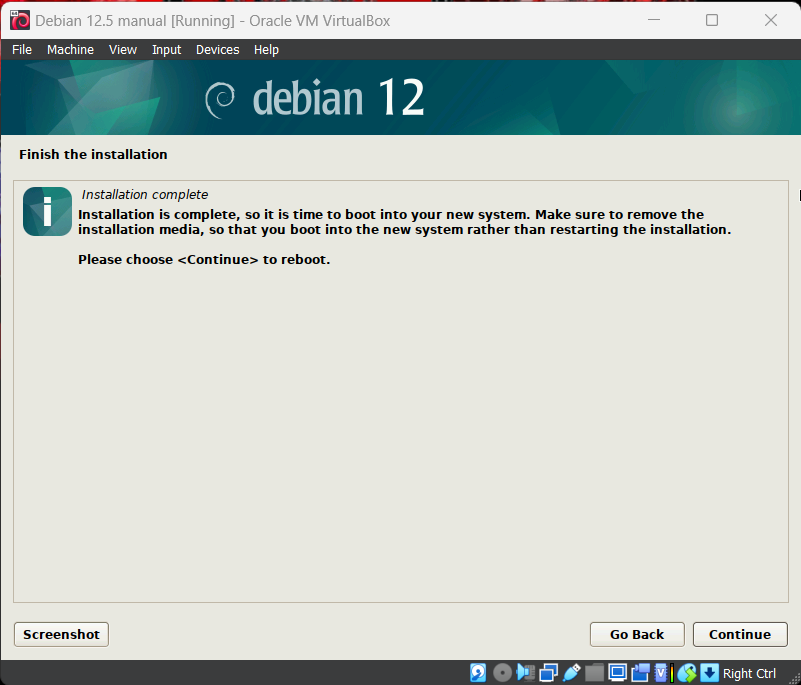 Debian 12.5 manual [Running] - Oracle VM VirtualBox
File Machine View Input Devices Help
debian 12
Finish the installation
Installation complete
Installation is complete, so it is time to boot into your new system. Make sure to remove the
installation media, so that you boot into the new system rather than restarting the installation.
Please choose <Continue> to reboot.
Screenshot Go Back Continue
Right Ctrl